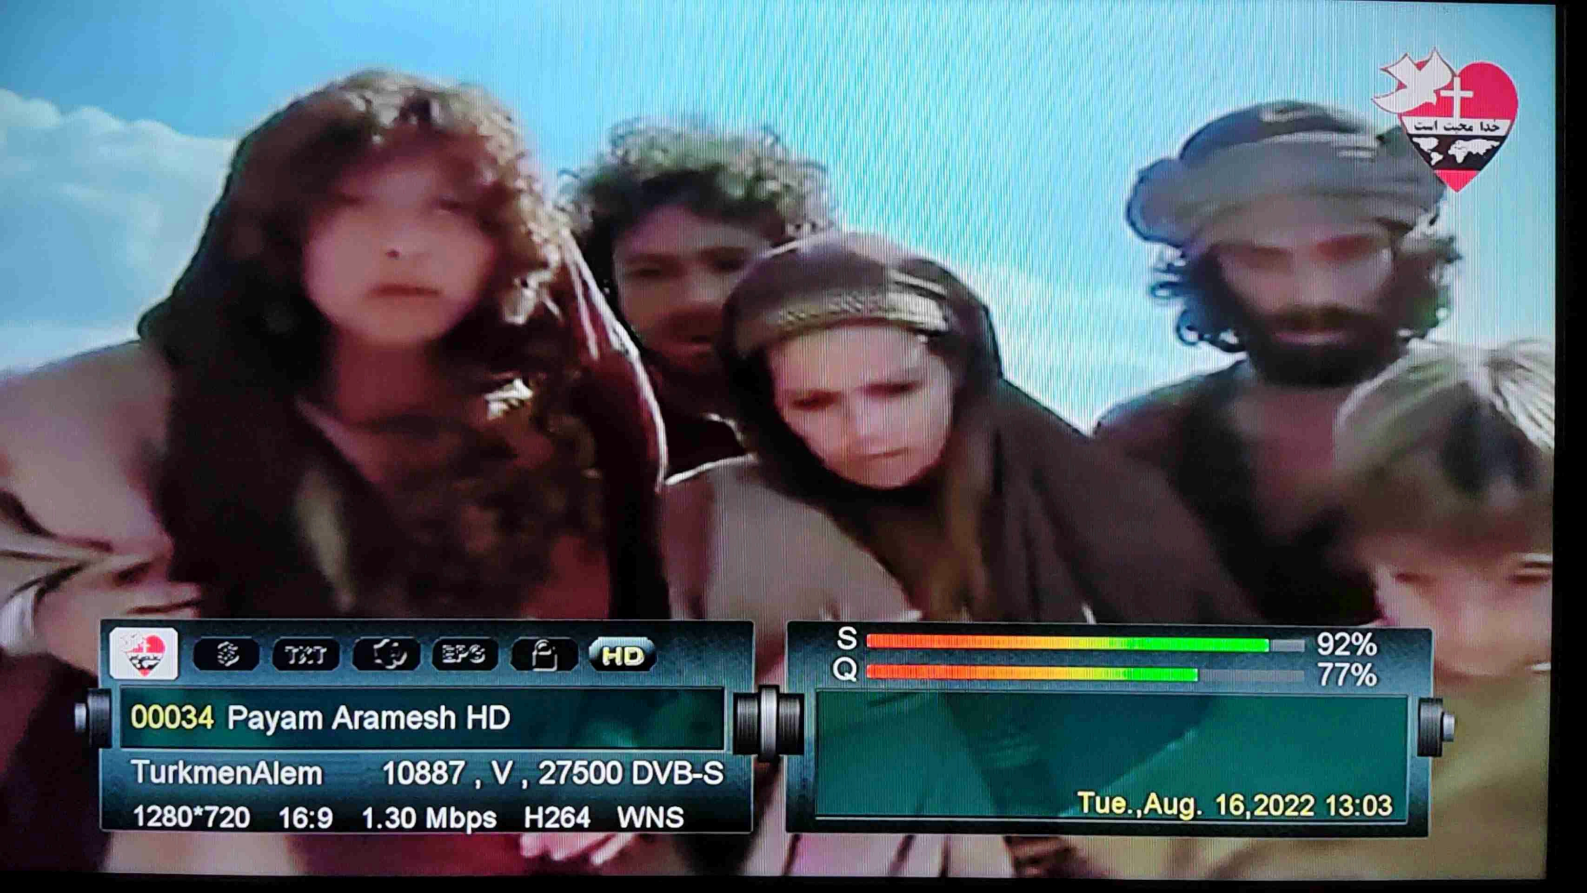 خدا محبت است
TXT
EPG
HD
S 92%
Q 77%
00034 Payam Aramesh HD
TurkmenAlem 10887 , V , 27500 DVB-S
1280*720 16:9 1.30 Mbps H264 WNS
Tue.,Aug. 16,2022 13:03